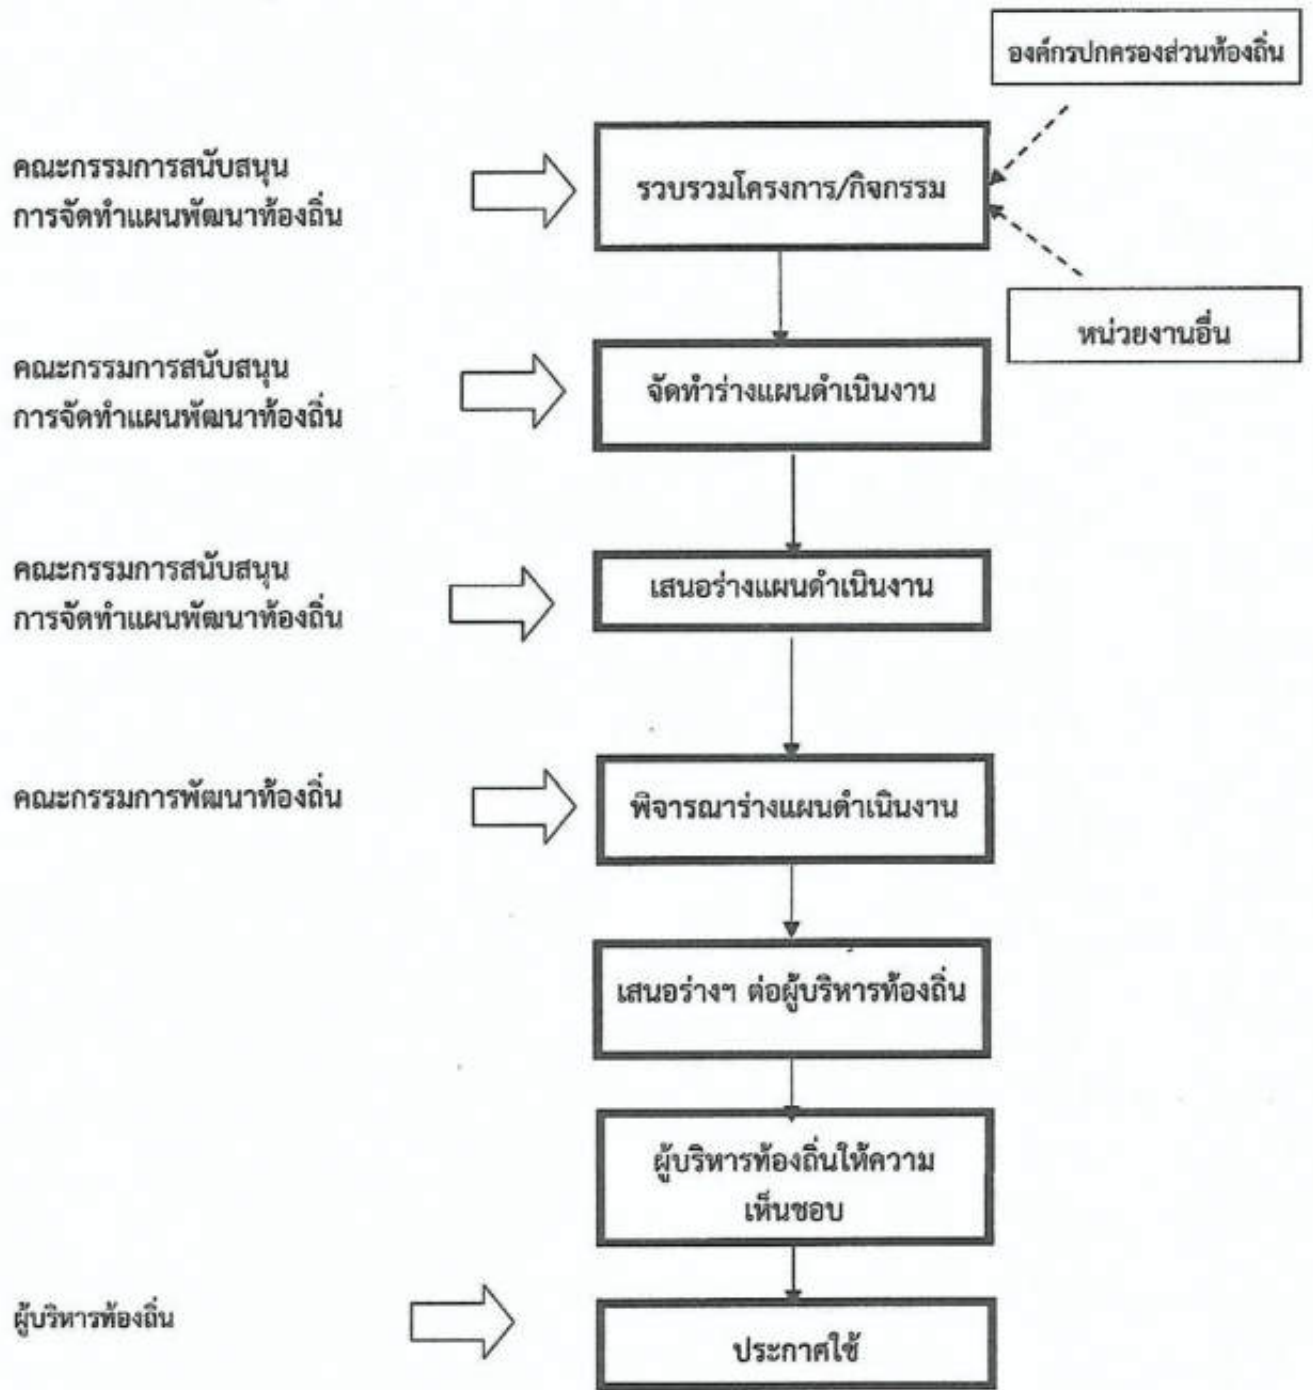 องค์กรปกครองส่วนท้องถิ่น
คณะกรรมการสนับสนุน
การจัดทำแผนพัฒนาท้องถิ่น
รวบรวมโครงการ/กิจกรรม
หน่วยงานอื่น
คณะกรรมการสนับสนุน
การจัดทำแผนพัฒนาท้องถิ่น
จัดทำร่างแผนดำเนินงาน
คณะกรรมการสนับสนุน
การจัดทำแผนพัฒนาท้องถิ่น
เสนอร่างแผนดำเนินงาน
คณะกรรมการพัฒนาท้องถิ่น
พิจารณาร่างแผนดำเนินงาน
เสนอร่างฯ ต่อผู้บริหารท้องถิ่น
ผู้บริหารท้องถิ่นให้ความ
เห็นชอบ
ผู้บริหารท้องถิ่น
ประกาศใช้